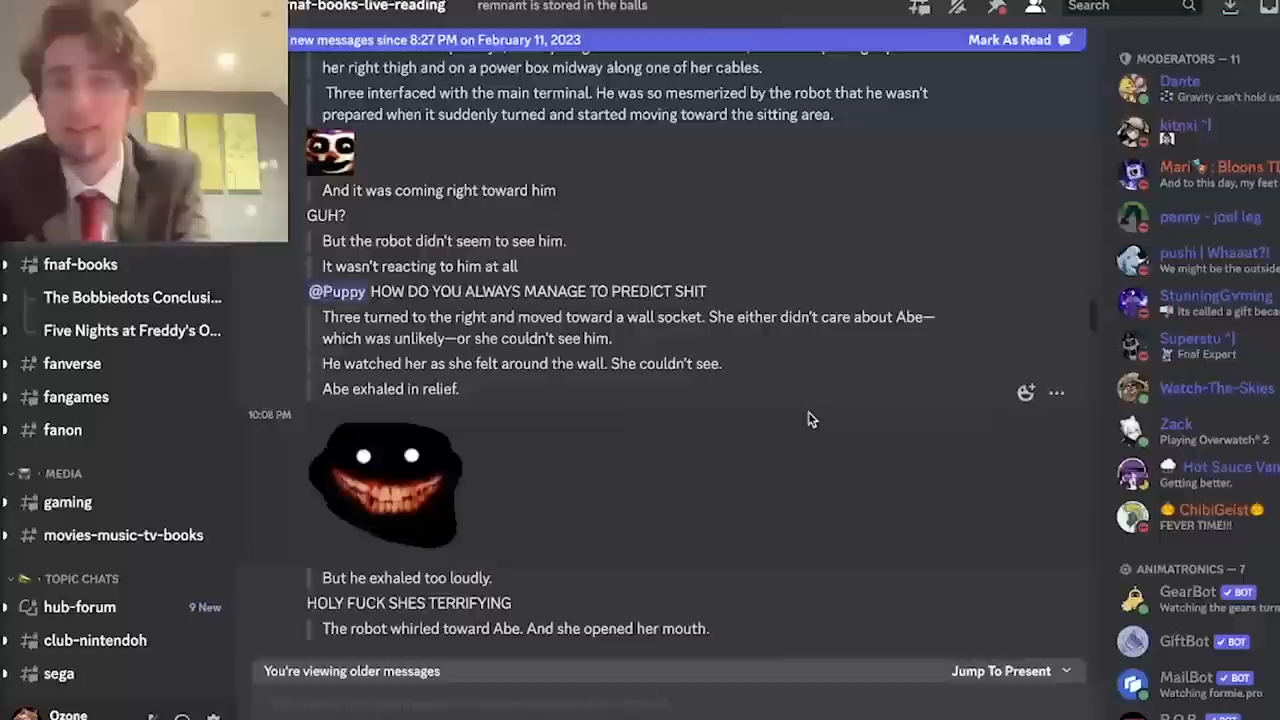 fnaf-books-live-reading remnant is stored in the balls Search
new messages since 8:27 PM on February 11, 2023 Mark As Read
her right thigh and on a power box midway along one of her cables.
Three interfaced with the main terminal. He was so mesmerized by the robot that he wasn't
prepared when it suddenly turned and started moving toward the sitting area.
And it was coming right toward him
GUH?
But the robot didn't seem to see him.
It wasn't reacting to him at all
@Puppy HOW DO YOU ALWAYS MANAGE TO PREDICT SHIT
Three turned to the right and moved toward a wall socket. She either didn't care about Abe—
which was unlikely—or she couldn't see him.
He watched her as she felt around the wall. She couldn't see.
Abe exhaled in relief.
10:08 PM
But he exhaled too loudly.
HOLY FUCK SHES TERRIFYING
The robot whirled toward Abe. And she opened her mouth.
You're viewing older messages Jump To Present
fnaf-books
The Bobbiedots Conclusi...
Five Nights at Freddy's O...
fanverse
fangames
fanon
MEDIA
gaming
movies-music-tv-books
TOPIC CHATS
hub-forum 9 New
club-nintendoh
sega
Ozone
MODERATORS — 11
Dante
Gravity can't hold us
kitnxi ^|
Mari : Bloons T
And to this day, my feet
penny - joel leg
pushi | Whaaat?!
We might be the outside
StunningGvming
Its called a gift beca
Superstu ^|
Fnaf Expert
Watch-The-Skies
Zack
Playing Overwatch® 2
Hot Sauce Van
Getting better.
ChibiGeist
FEVER TIME!!!
ANIMATRONICS — 7
GearBot BOT
Watching the gears turn
GiftBot BOT
MailBot BOT
Watching formie.pro
BOT